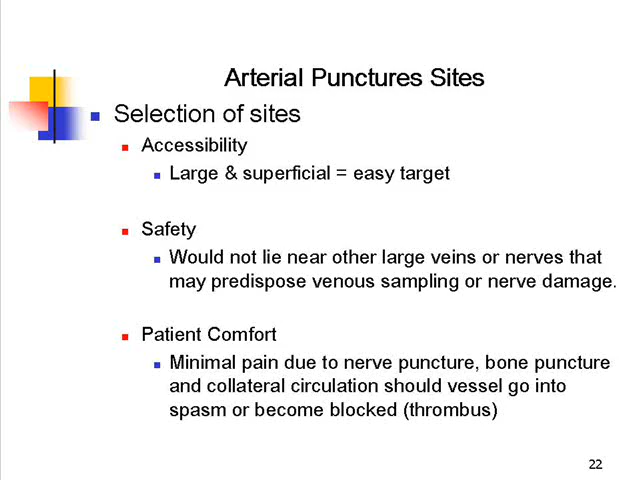 Arterial Punctures Sites
Selection of sites
Accessibility
Large & superficial = easy target
Safety
Would not lie near other large veins or nerves that
may predispose venous sampling or nerve damage.
Patient Comfort
Minimal pain due to nerve puncture, bone puncture
and collateral circulation should vessel go into
spasm or become blocked (thrombus)
22